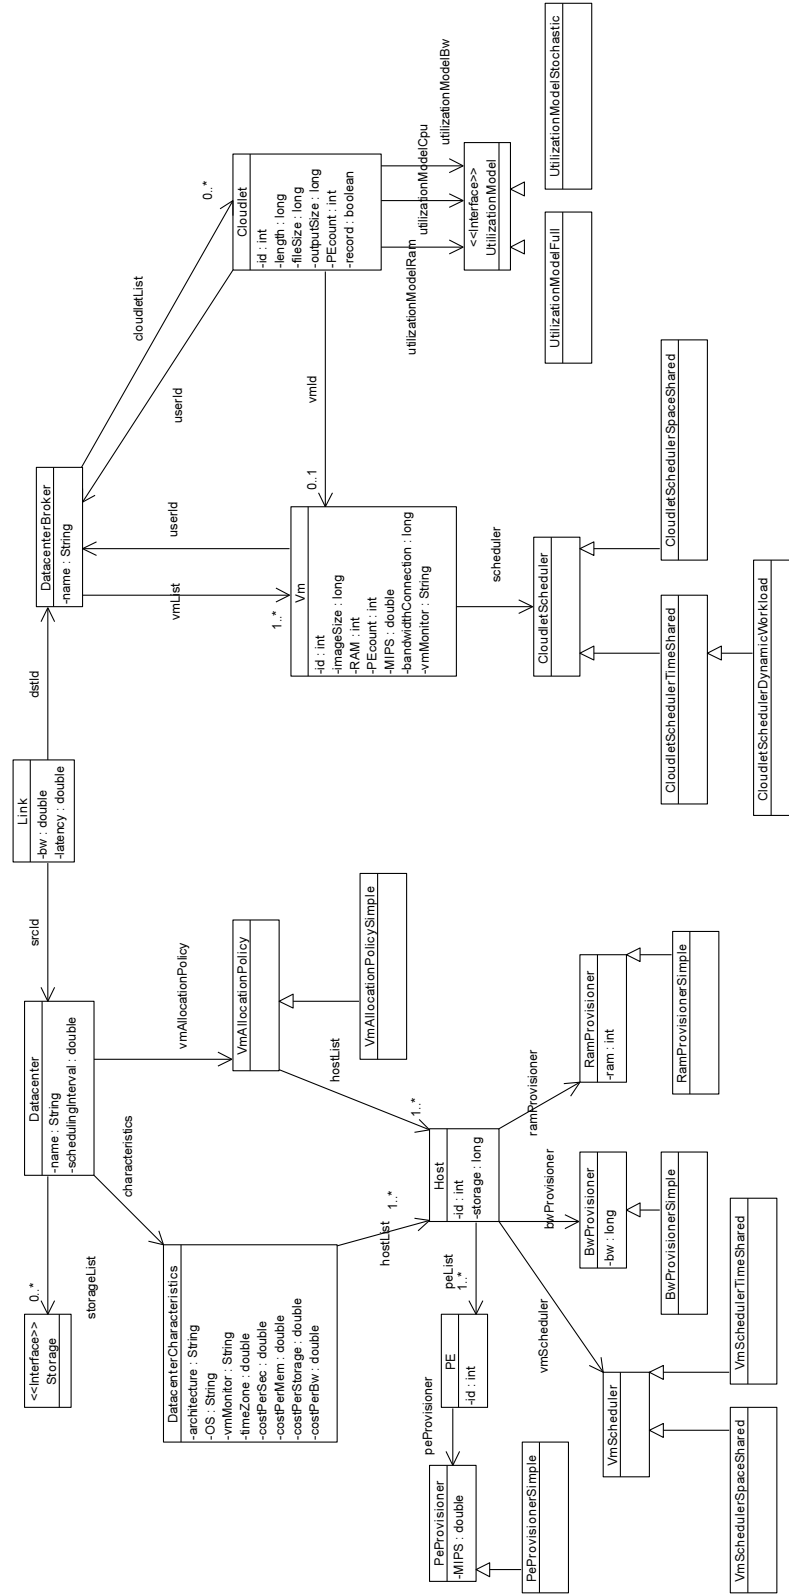 Link
-bw : double
-latency : double
srcId
dstId
Datacenter
-name : String
-schedulingInterval : double
DatacenterBroker
-name : String
storageList
0..*
<<Interface>>
Storage
characteristics
vmAllocationPolicy
DatacenterCharacteristics
-architecture : String
-OS : String
-vmMonitor : String
-timeZone : double
-costPerSec : double
-costPerMem : double
-costPerStorage : double
-costPerBw : double
VmAllocationPolicy
VmAllocationPolicySimple
hostList
1..*
hostList
1..*
Host
-id : int
-storage : long
peList
1..*
PE
-id : int
peProvisioner
PeProvisioner
-MIPS : double
PeProvisionerSimple
vmScheduler
VmScheduler
VmSchedulerSpaceShared
VmSchedulerTimeShared
bwProvisioner
BwProvisioner
-bw : long
BwProvisionerSimple
ramProvisioner
RamProvisioner
-ram : int
RamProvisionerSimple
vmList
1..*
userId
userId
cloudletList
0..*
Vm
-id : int
-imageSize : long
-RAM : int
-PEcount : int
-MIPS : double
-bandwidthConnection : long
-vmMonitor : String
vmId
0..1
Cloudlet
-id : int
-length : long
-fileSize : long
-outputSize : long
-PEcount : int
-record : boolean
scheduler
CloudletScheduler
CloudletSchedulerTimeShared
CloudletSchedulerSpaceShared
CloudletSchedulerDynamicWorkload
utilizationModelRam
utilizationModelCpu
utilizationModelBw
<<Interface>>
UtilizationModel
UtilizationModelFull
UtilizationModelStochastic